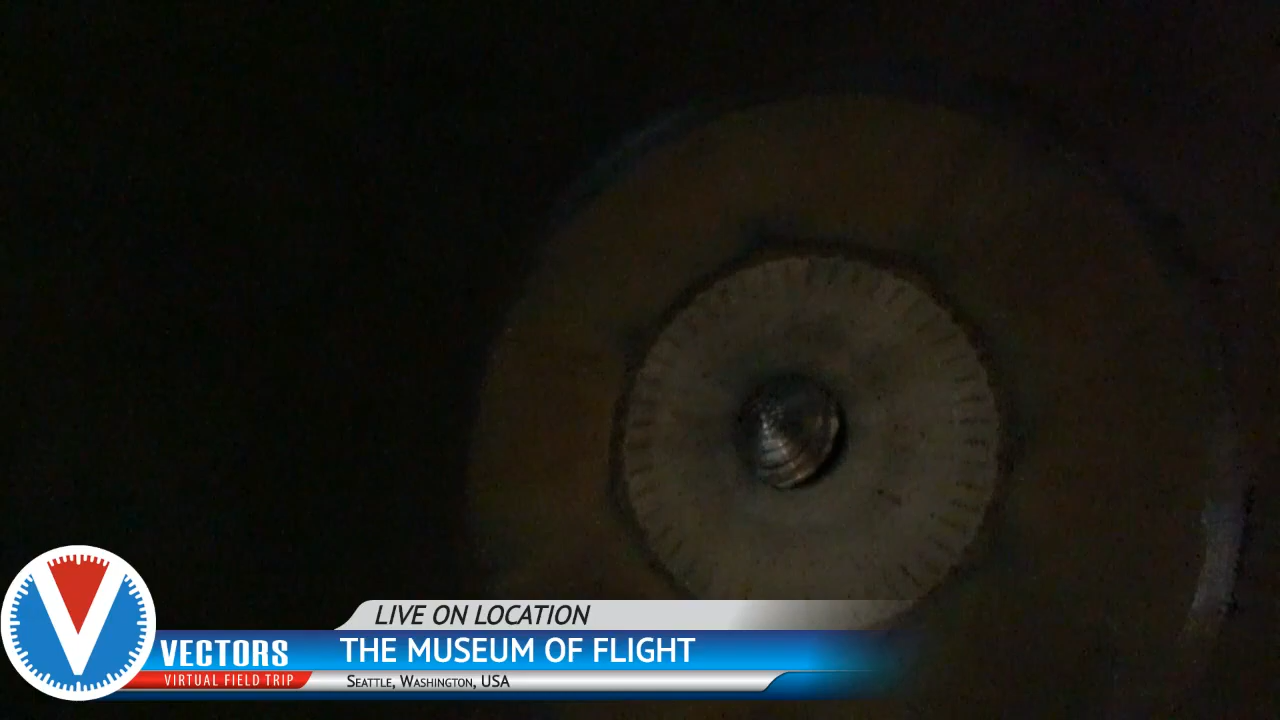 LIVE ON LOCATION
VECTORS
THE MUSEUM OF FLIGHT
VIRTUAL FIELD TRIP
Seattle, Washington, USA